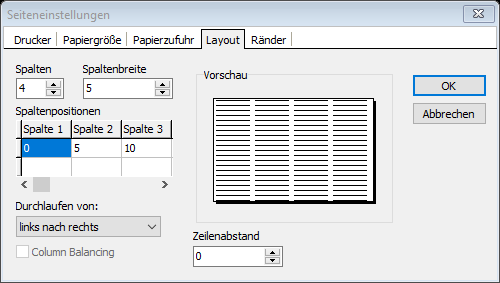 Seiteneinstellungen
Drucker Papiergröße Papierzufuhr Layout Ränder
Spalten Spaltenbreite
4 5
Spaltenpositionen
Spalte 1 Spalte 2 Spalte 3
0 5 10
Durchlaufen von:
links nach rechts
Column Balancing
Vorschau
Zeilenabstand
0
OK
Abbrechen